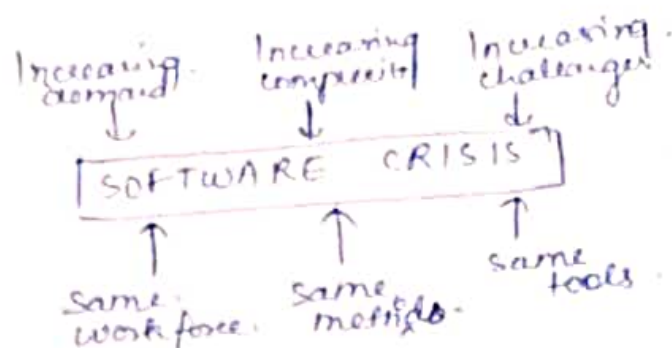 Increasing demand
Increasing complexity
Increasing challenges
SOFTWARE CRISIS
same workforce.
same methods.
same tools.